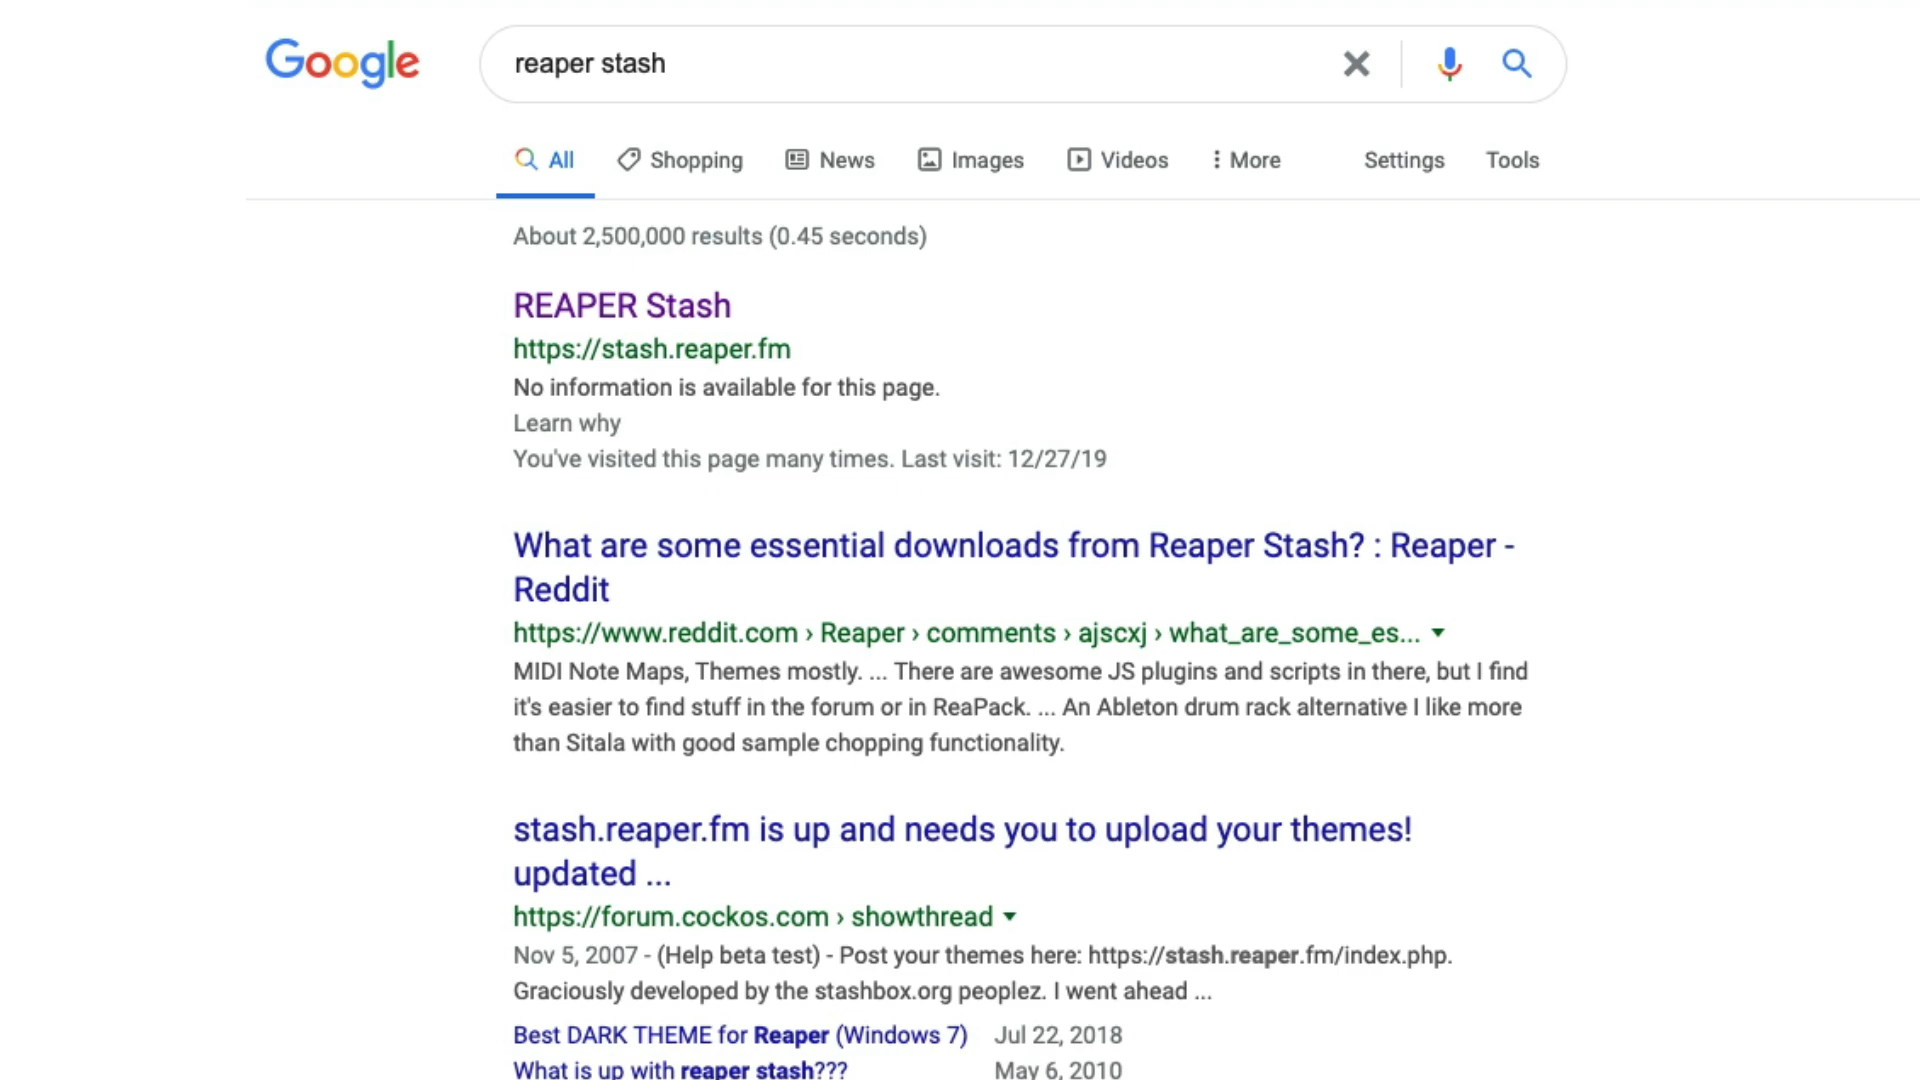 Google
reaper stash
All Shopping News Images Videos More Settings Tools
About 2,500,000 results (0.45 seconds)
REAPER Stash
https://stash.reaper.fm
No information is available for this page.
Learn why
You've visited this page many times. Last visit: 12/27/19
What are some essential downloads from Reaper Stash? : Reaper -
Reddit
https://www.reddit.com › Reaper › comments › ajscxj › what_are_some_es...
MIDI Note Maps, Themes mostly. ... There are awesome JS plugins and scripts in there, but I find
it's easier to find stuff in the forum or in ReaPack. ... An Ableton drum rack alternative I like more
than Sitala with good sample chopping functionality.
stash.reaper.fm is up and needs you to upload your themes!
updated ...
https://forum.cockos.com › showthread
Nov 5, 2007 - (Help beta test) - Post your themes here: https://stash.reaper.fm/index.php.
Graciously developed by the stashbox.org peoplez. I went ahead ...
Best DARK THEME for Reaper (Windows 7) Jul 22, 2018
What is up with reaper stash??? May 6, 2010